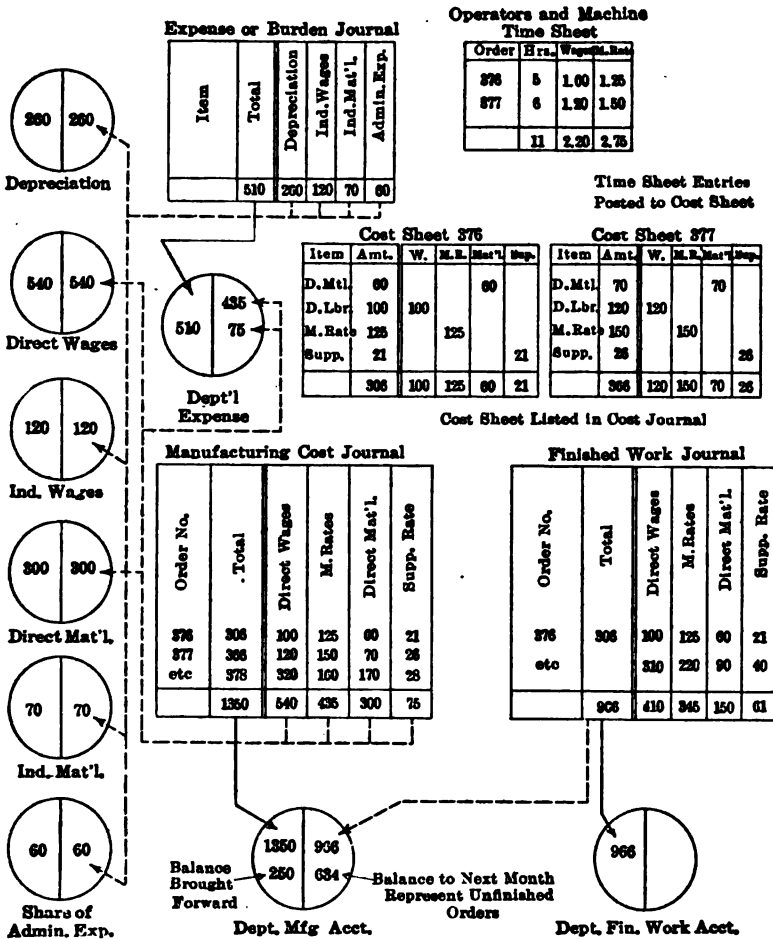 Expense or Burden Journal
Item Total Depreciation Ind. Wages Ind. Mat'l. Admin. Exp.
510 260 120 70 60
Operators and Machine
Time Sheet
Order Hrs. Wages M. Rate
376 5 1.00 1.25
377 6 1.20 1.50
11 2.20 2.75
Time Sheet Entries
Posted to Cost Sheet
260 260
Depreciation
540 540
Direct Wages
120 120
Ind. Wages
300 300
Direct Mat'l.
70 70
Ind. Mat'l.
60 60
Share of
Admin. Exp.
510 435
75
Dept'l
Expense
Cost Sheet 376
Item Amt. W. M.R. Mat'l Sup.
D. Mtl. 60 60
D. Lbr. 100 100
M. Rate 125 125
Supp. 21 21
306 100 125 60 21
Cost Sheet 377
Item Amt. W. M.R. Mat'l Sup.
D. Mtl. 70 70
D. Lbr. 120 120
M. Rate 150 150
Supp. 26 26
366 120 150 70 26
Cost Sheet Listed in Cost Journal
Manufacturing Cost Journal
Order No. Total Direct Wages M. Rates Direct Mat'l. Supp. Rate
376 306 100 125 60 21
377 366 120 150 70 26
etc 678 320 160 170 28
1350 540 435 300 75
Finished Work Journal
Order No. Total Direct Wages M. Rates Direct Mat'l. Supp. Rate
376 306 100 125 60 21
etc 310 220 90 40
966 410 345 150 61
1350 966
250 634
Balance
Brought
Forward
Balance to Next Month
Represent Unfinished
Orders
Dept. Mfg Acct.
966
Dept. Fin. Work Acct.